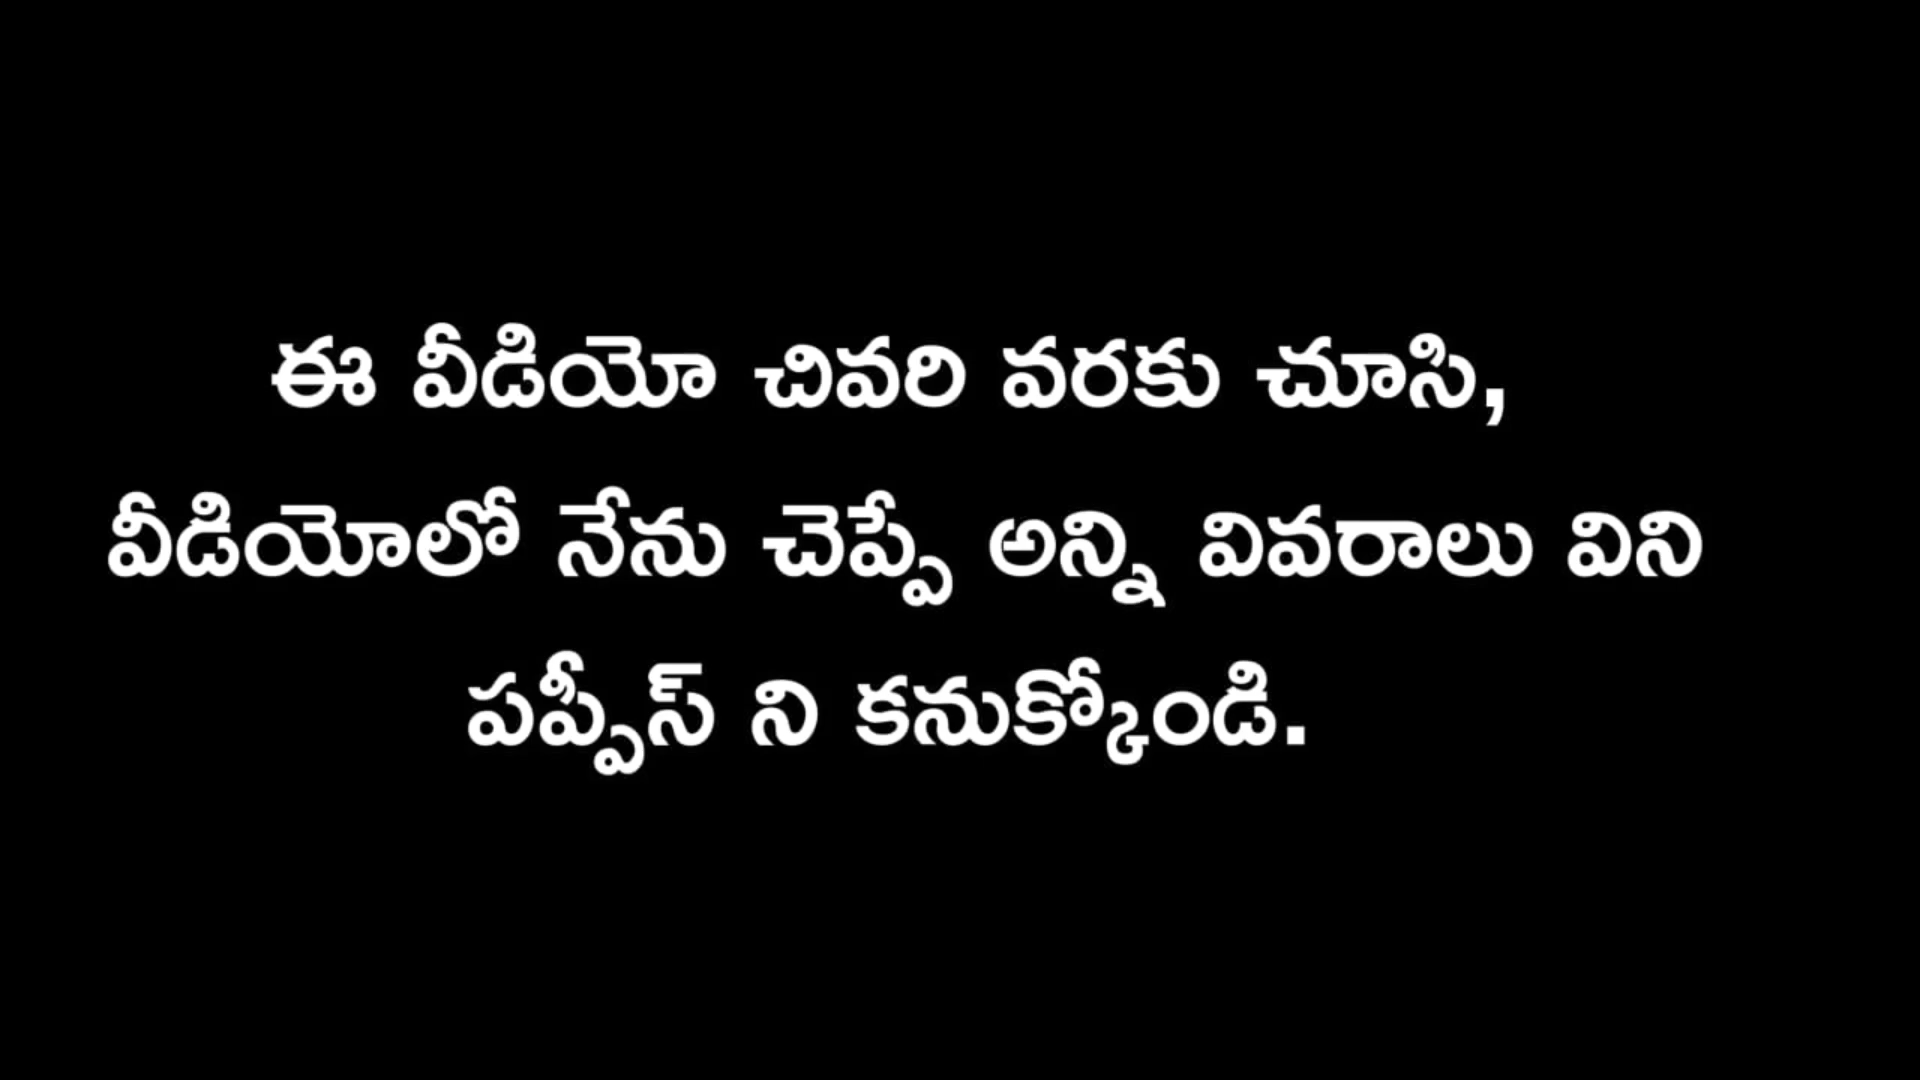 ఈ వీడియో చివరి వరకు చూసి,
వీడియోలో నేను చెప్పే అన్ని వివరాలు విని
పప్పీస్ ని కనుక్కోండి.